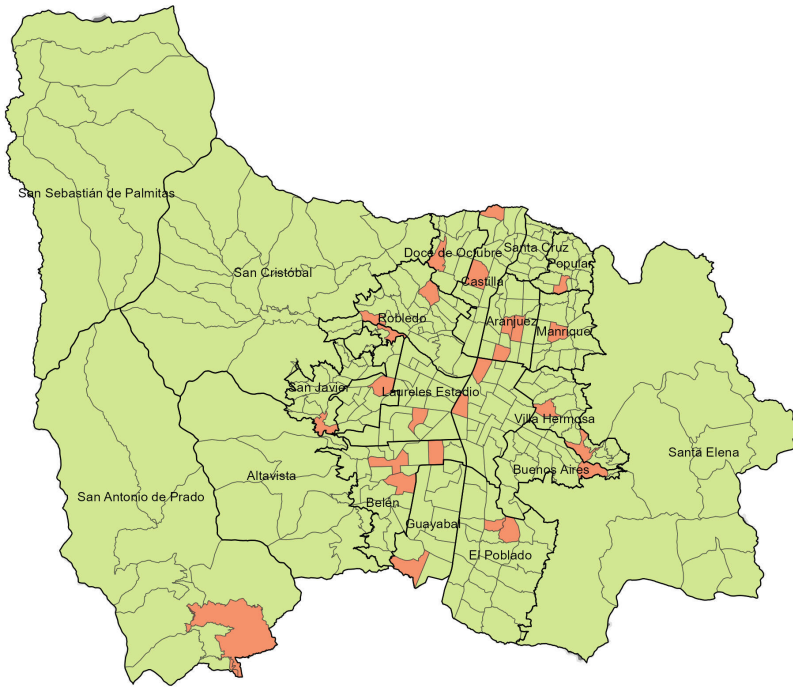 San Sebastián de Palmitas
Doce de Octubre
Santa Cruz
Popular
San Cristóbal
Castilla
Robledo
Aranjuez
Manrique
San Javier
Laureles Estadio
Villa Hermosa
Santa Elena
Buenos Aires
Altavista
San Antonio de Prado
Belén
Guayabal
El Poblado